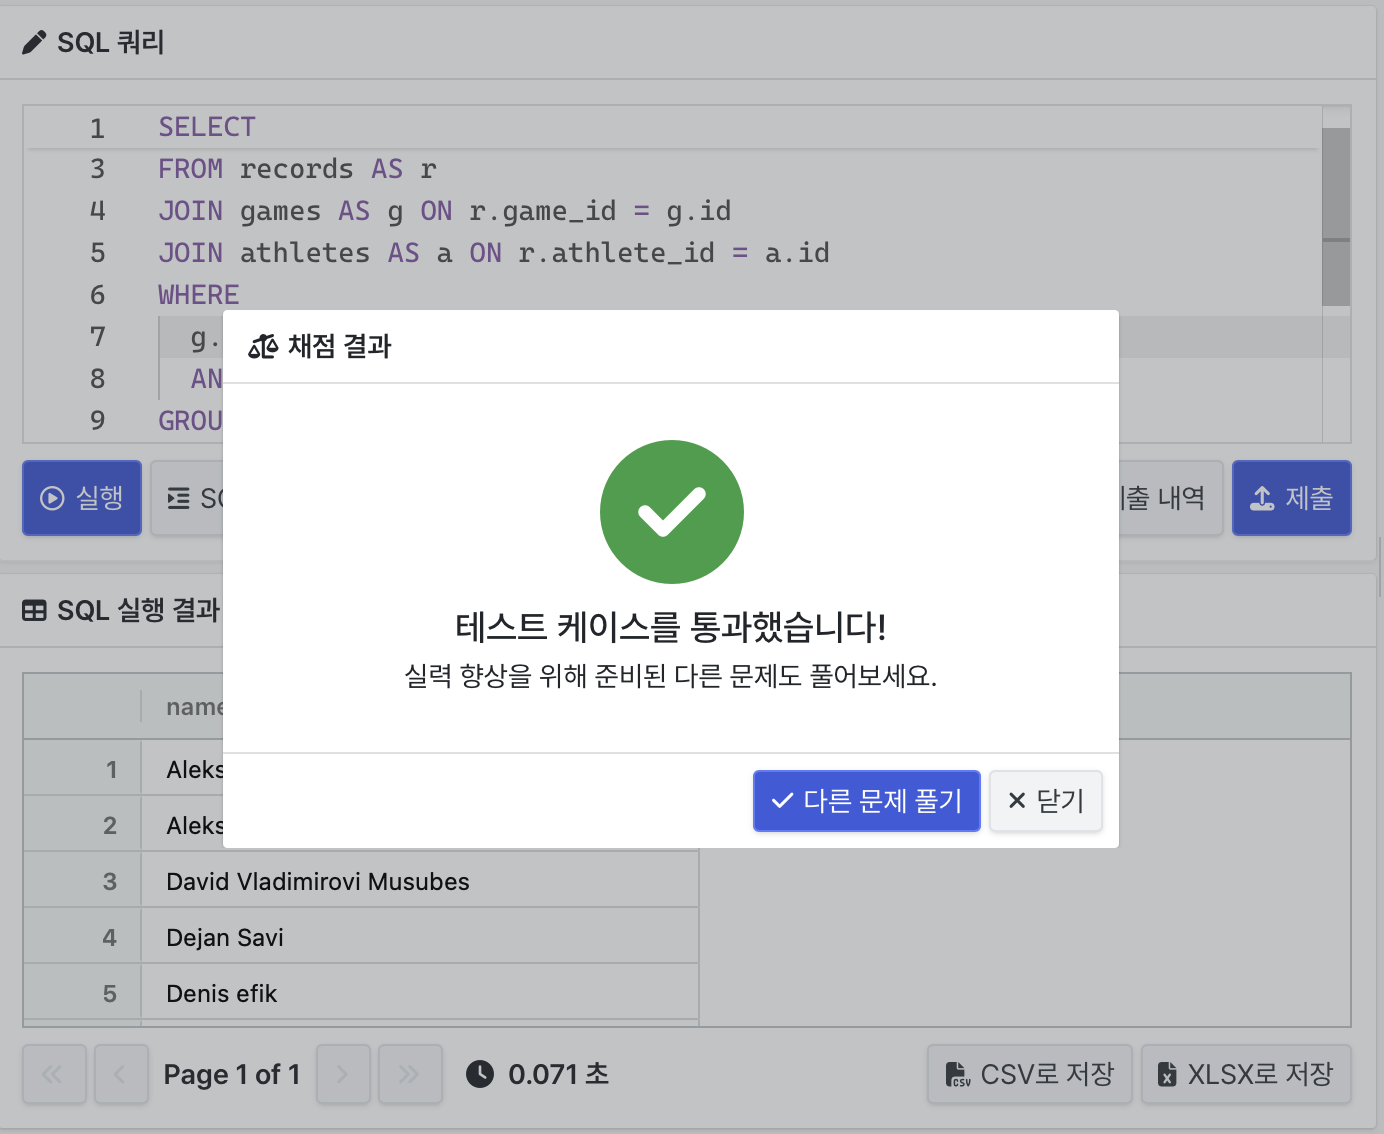 SQL 쿼리
1 SELECT
3 FROM records AS r
4 JOIN games AS g ON r.game_id = g.id
5 JOIN athletes AS a ON r.athlete_id = a.id
6 WHERE
7 g.
8 AN
9 GROU
채점 결과
테스트 케이스를 통과했습니다!
실력 향상을 위해 준비된 다른 문제도 풀어보세요.
다른 문제 풀기 닫기
실행 출 내역 제출
SQL 실행 결과
name
1 Aleks
2 Aleks
3 David Vladimirovi Musubes
4 Dejan Savi
5 Denis efik
Page 1 of 1 0.071 초 CSV로 저장 XLSX로 저장